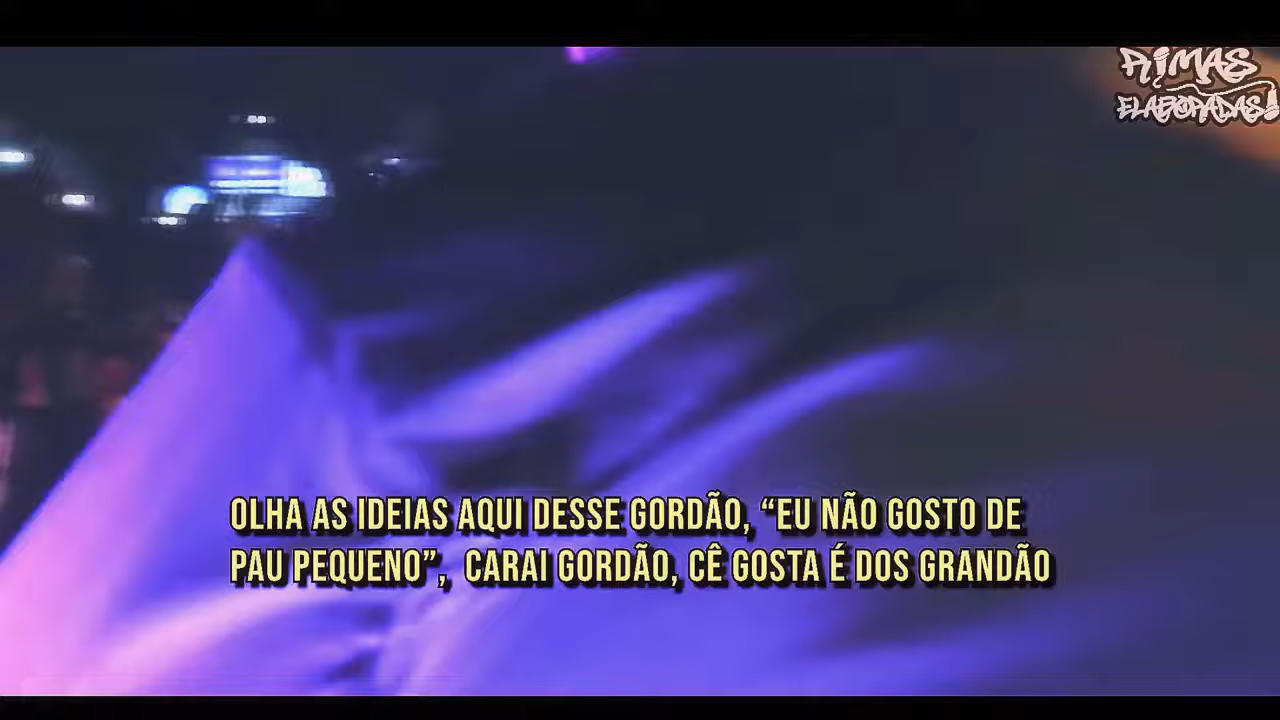 RIMAS
ELABORADAS!
OLHA AS IDEIAS AQUI DESSE GORDÃO, “EU NÃO GOSTO DE
PAU PEQUENO”, CARAI GORDÃO, CÊ GOSTA É DOS GRANDÃO